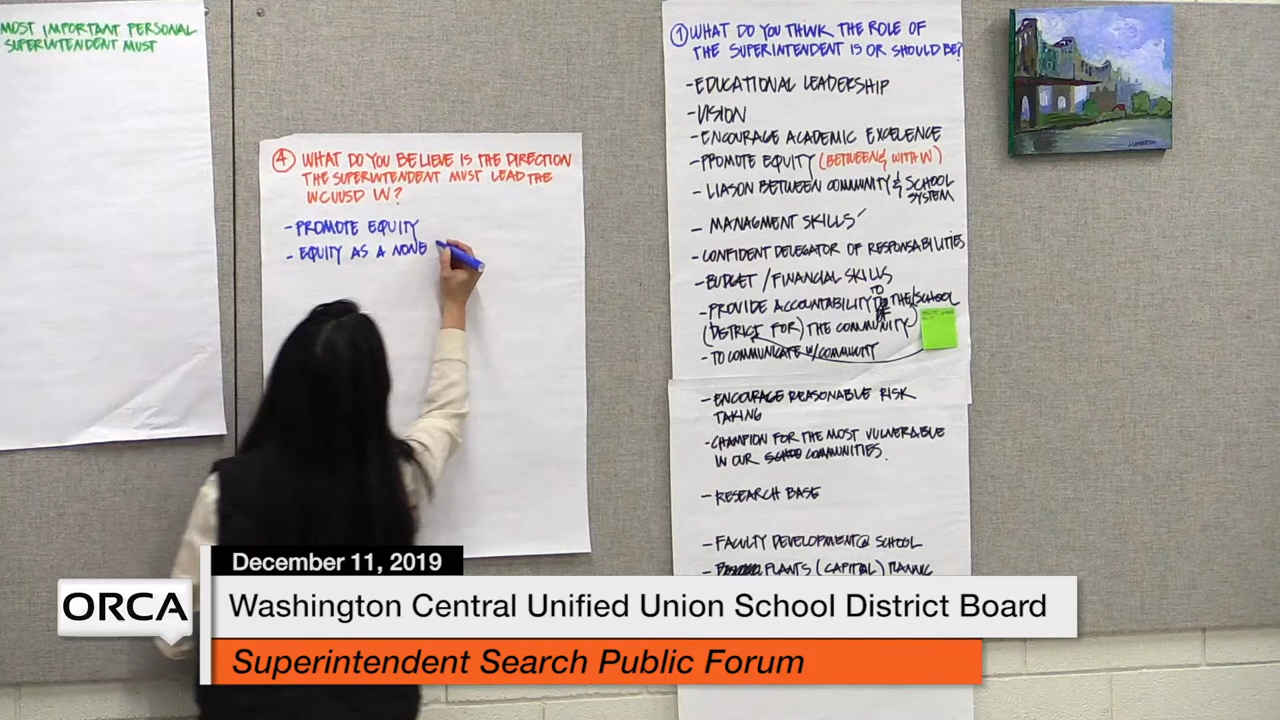 MOST IMPORTANT PERSONAL
SUPERINTENDENT MUST
④ WHAT DO YOU BELIEVE IS THE DIRECTION
THE SUPERINTENDENT MUST LEAD THE
WCUUSD IN?
- PROMOTE EQUITY
- EQUITY AS A NONE
① WHAT DO YOU THINK THE ROLE OF
THE SUPERINTENDENT IS OR SHOULD BE?
- EDUCATIONAL LEADERSHIP
- VISION
- ENCOURAGE ACADEMIC EXCELENCE
- PROMOTE EQUITY (BETWEEN & WITH IN)
- LIASON BETWEEN COMMUNITY & SCHOOL
SYSTEM
- MANAGMENT SKILLS
- CONFIDENT DELEGATOR OF RESPONSABILITIES
- BUDGET / FINANCIAL SKILLS
- PROVIDE ACCOUNTABILITY TO THE/SCHOOL
(DISTRICT FOR) THE COMMUNITY
- TO COMMUNICATE W/COMMUNITY
- ENCOURAGE REASONABLE RISK
TAKING
- CHAMPION FOR THE MOST VULNERABLE
IN OUR COMMUNITIES.
- RESEARCH BASE
- FACULTY DEVELOPMENT @ SCHOOL
- PLANTS (CAPITAL)
December 11, 2019
ORCA
Washington Central Unified Union School District Board
Superintendent Search Public Forum